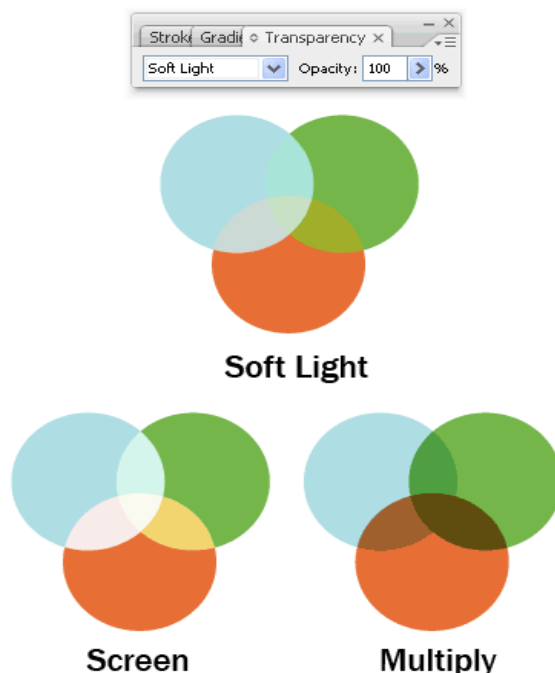 Stroke Gradie Transparency
Soft Light Opacity: 100 %
Soft Light
Screen Multiply